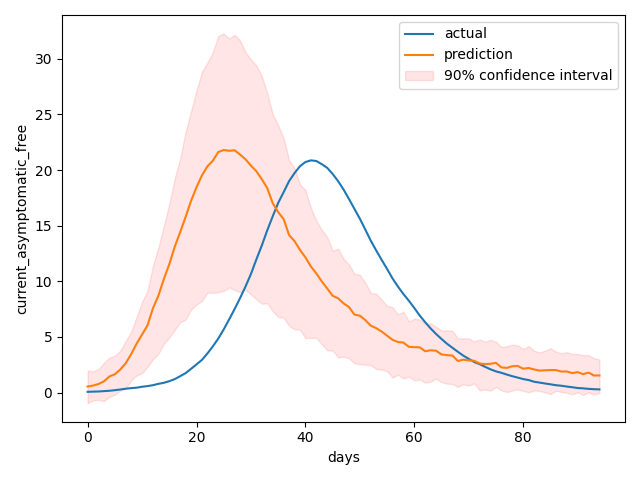 actual
prediction
90% confidence interval
30
25
20
15
10
5
0
current_asymptomatic_free
0
20
40
60
80
days